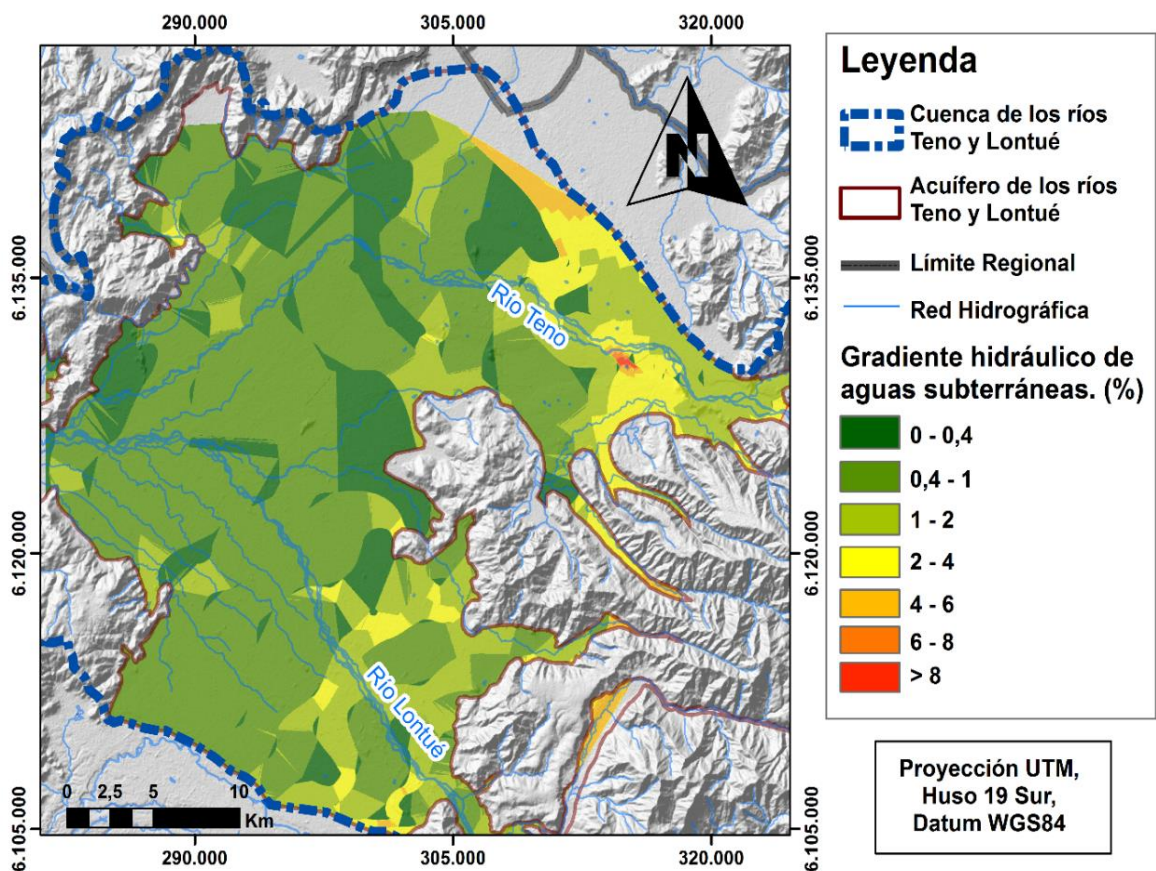 290.000
305.000
320.000
6.135.000
6.120.000
6.105.000
6.135.000
6.120.000
6.105.000
N
Río Teno
Río Lontué
0 2,5 5 10
Km
290.000
305.000
320.000
Leyenda
Cuenca de los ríos
Teno y Lontué
Acuífero de los ríos
Teno y Lontué
Límite Regional
Red Hidrográfica
Gradiente hidráulico de
aguas subterráneas. (%)
0 - 0,4
0,4 - 1
1 - 2
2 - 4
4 - 6
6 - 8
> 8
Proyección UTM,
Huso 19 Sur,
Datum WGS84